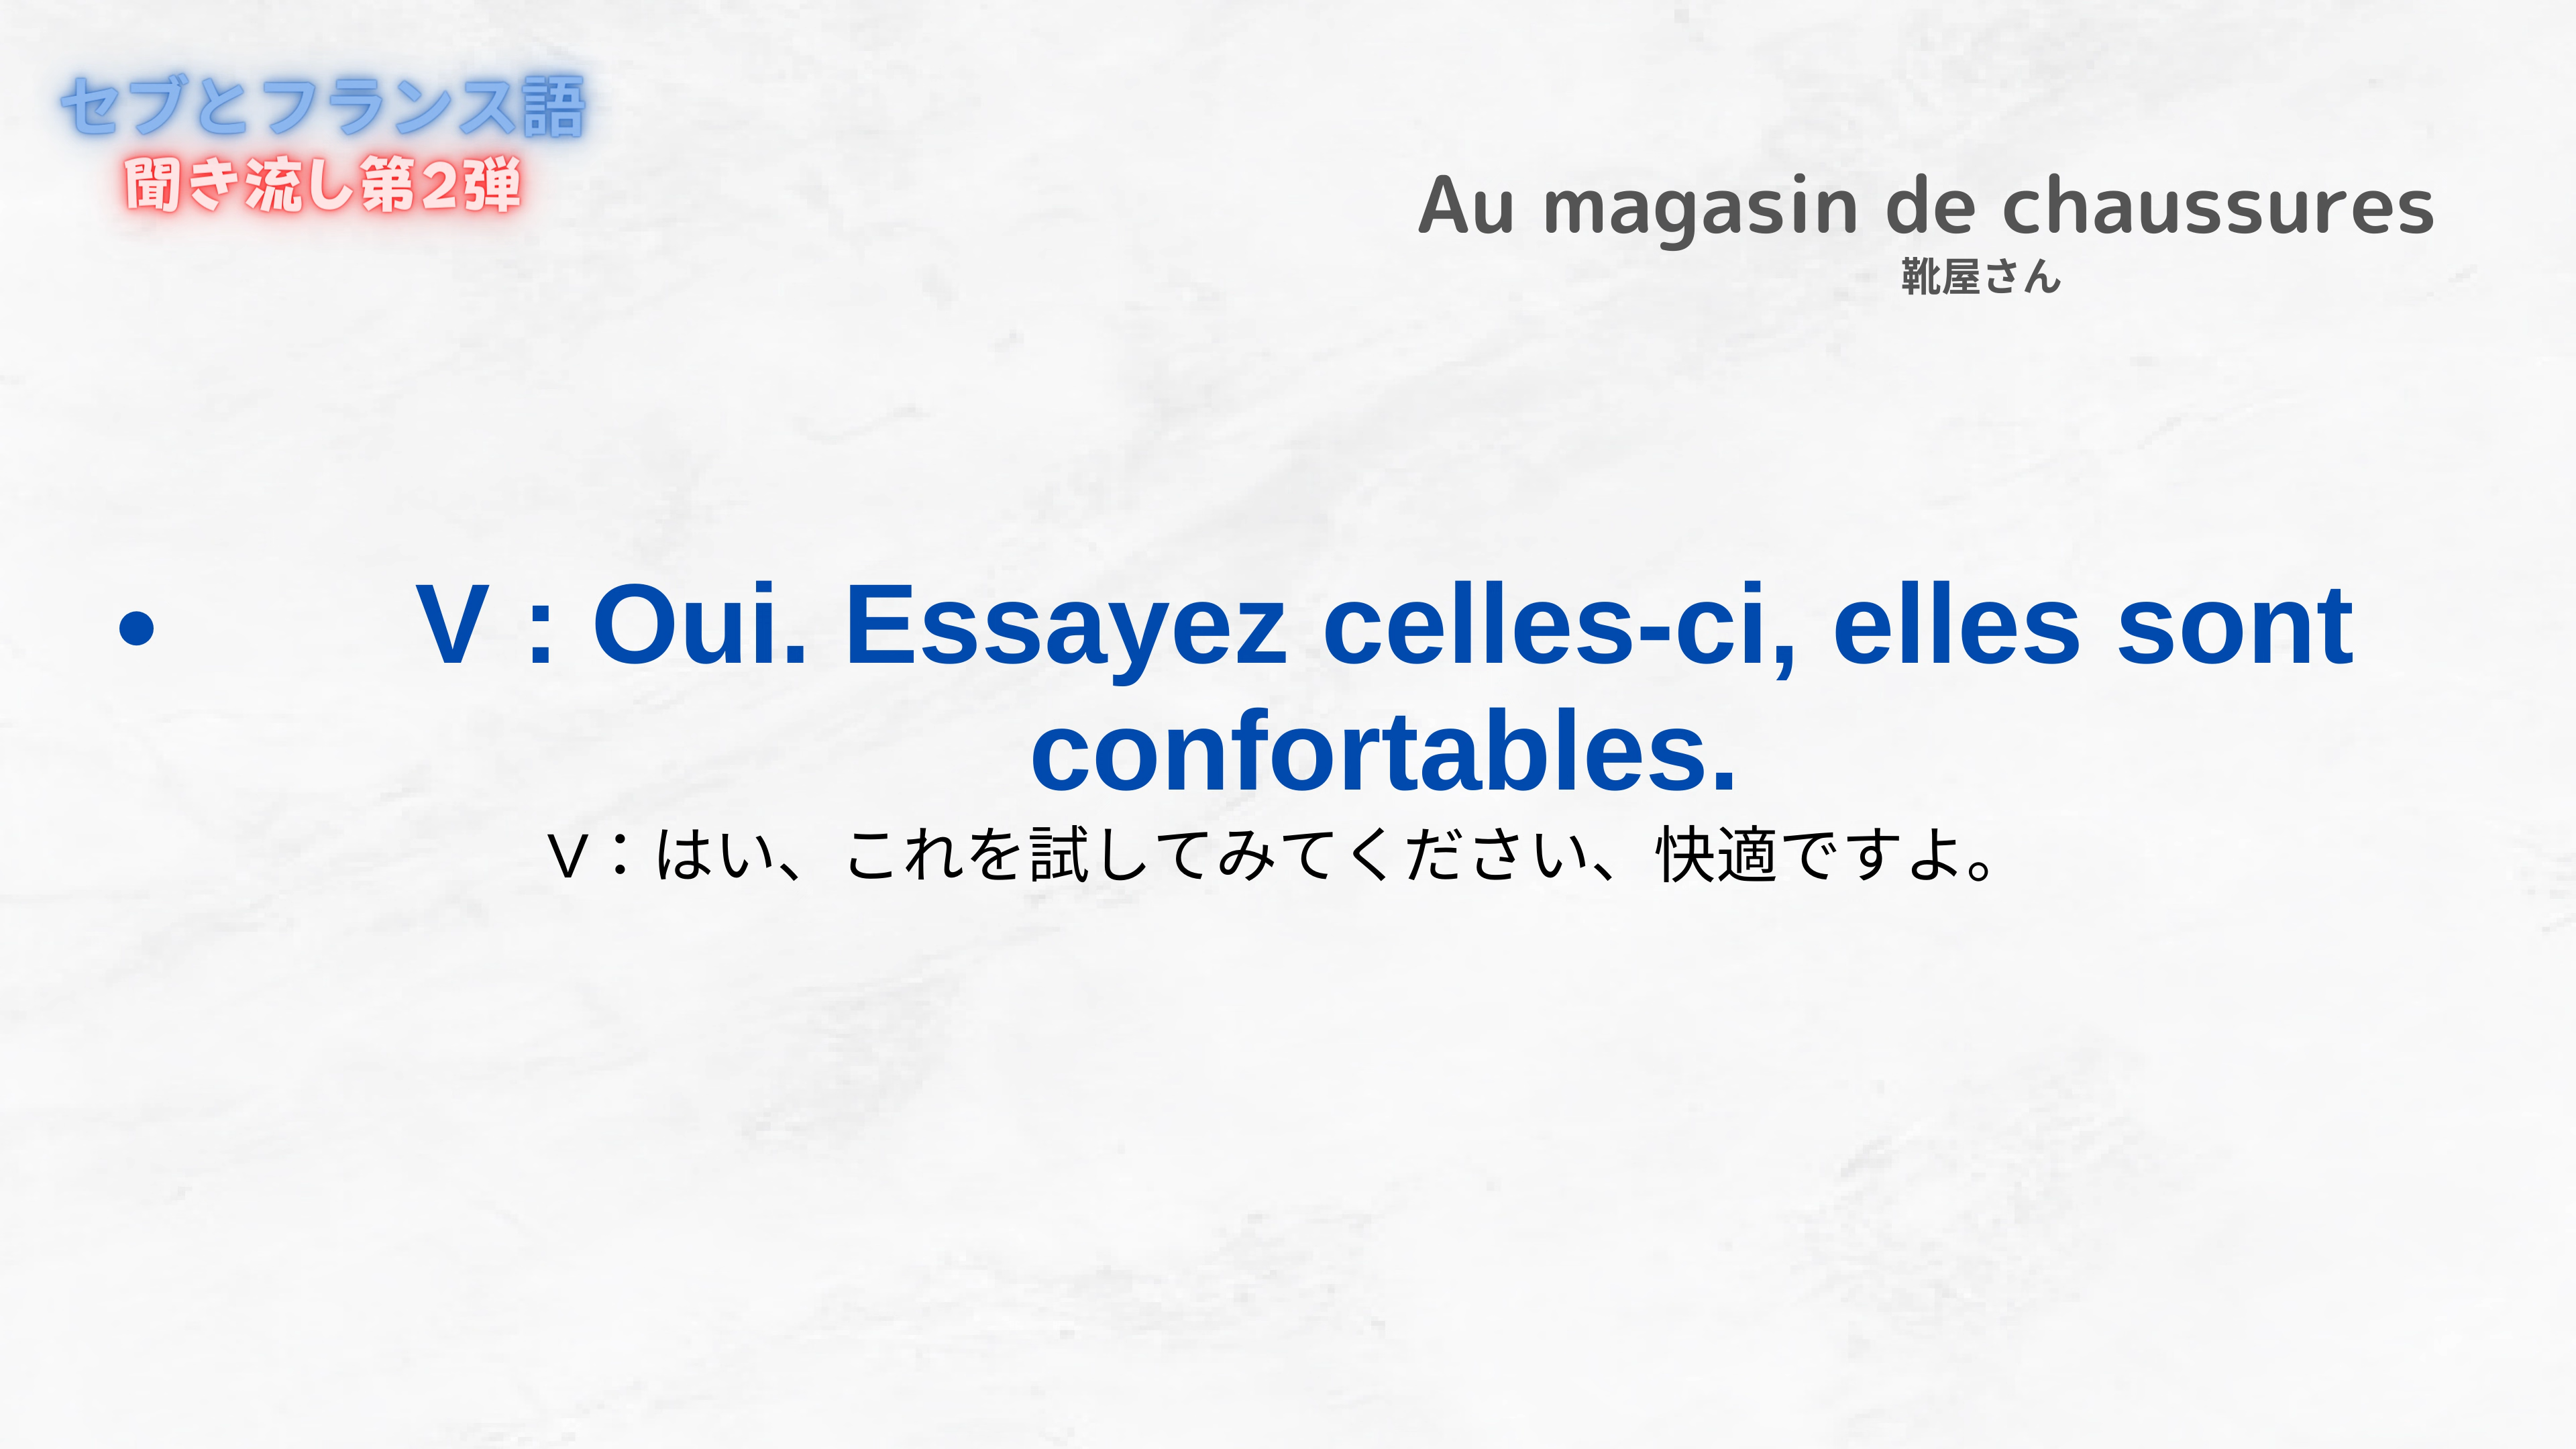 セブとフランス語
聞き流し第2弾
Au magasin de chaussures
靴屋さん
• V : Oui. Essayez celles-ci, elles sont
confortables.
V：はい、これを試してみてください、快適ですよ。